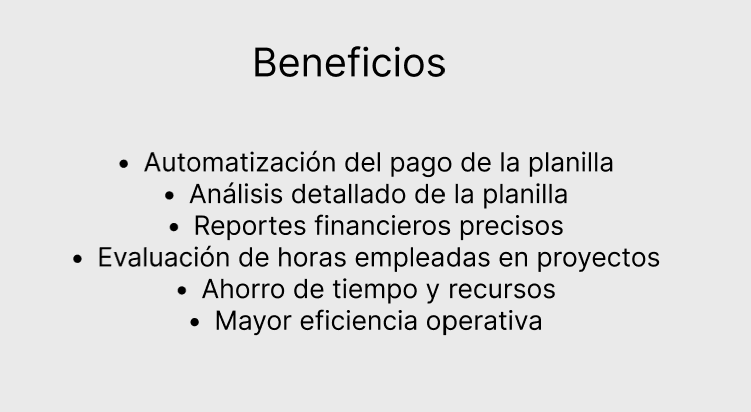 Beneficios
• Automatización del pago de la planilla
• Análisis detallado de la planilla
• Reportes financieros precisos
• Evaluación de horas empleadas en proyectos
• Ahorro de tiempo y recursos
• Mayor eficiencia operativa